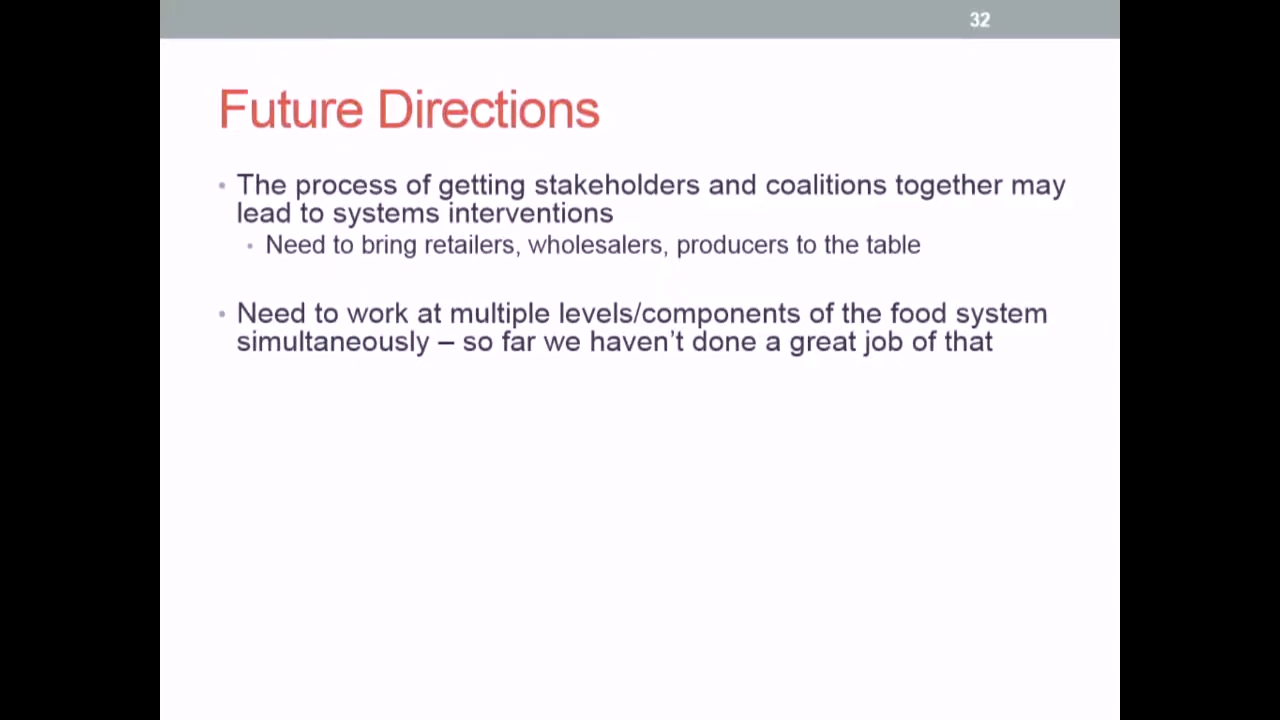 32
Future Directions
• The process of getting stakeholders and coalitions together may
lead to systems interventions
• Need to bring retailers, wholesalers, producers to the table
• Need to work at multiple levels/components of the food system
simultaneously – so far we haven’t done a great job of that